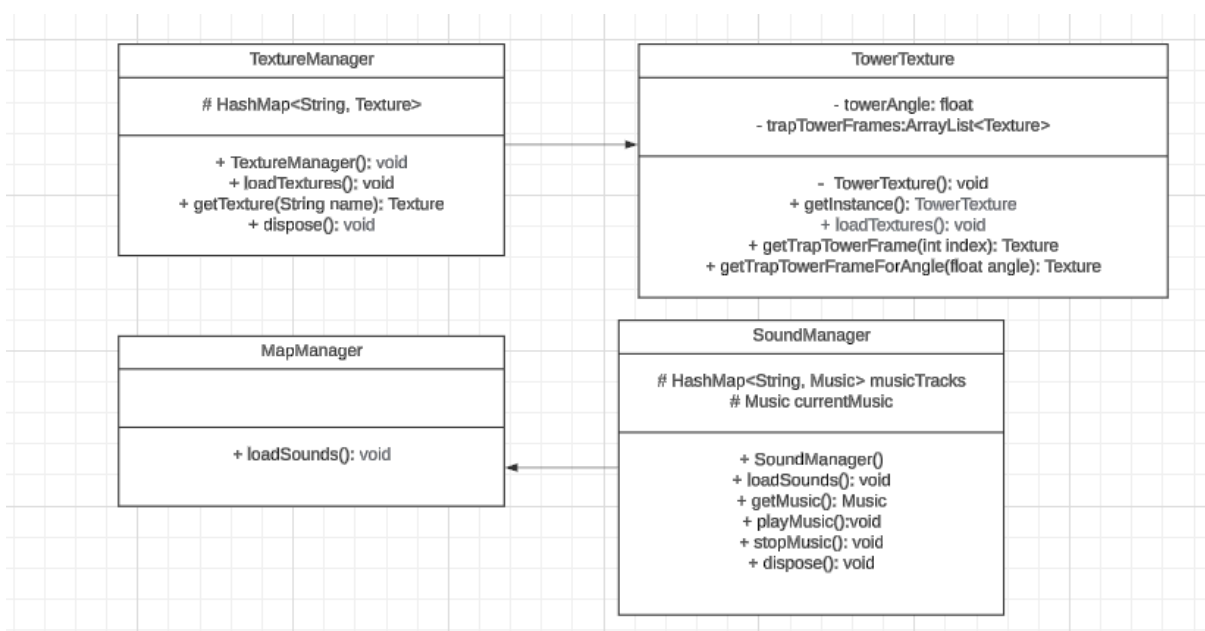 TextureManager
# HashMap<String, Texture>
+ TextureManager(): void
+ loadTextures(): void
+ getTexture(String name): Texture
+ dispose(): void
TowerTexture
- towerAngle: float
- trapTowerFrames:ArrayList<Texture>
- TowerTexture(): void
+ getInstance(): TowerTexture
+ loadTextures(): void
+ getTrapTowerFrame(int index): Texture
+ getTrapTowerFrameForAngle(float angle): Texture
MapManager
+ loadSounds(): void
SoundManager
# HashMap<String, Music> musicTracks
# Music currentMusic
+ SoundManager()
+ loadSounds(): void
+ getMusic(): Music
+ playMusic():void
+ stopMusic(): void
+ dispose(): void